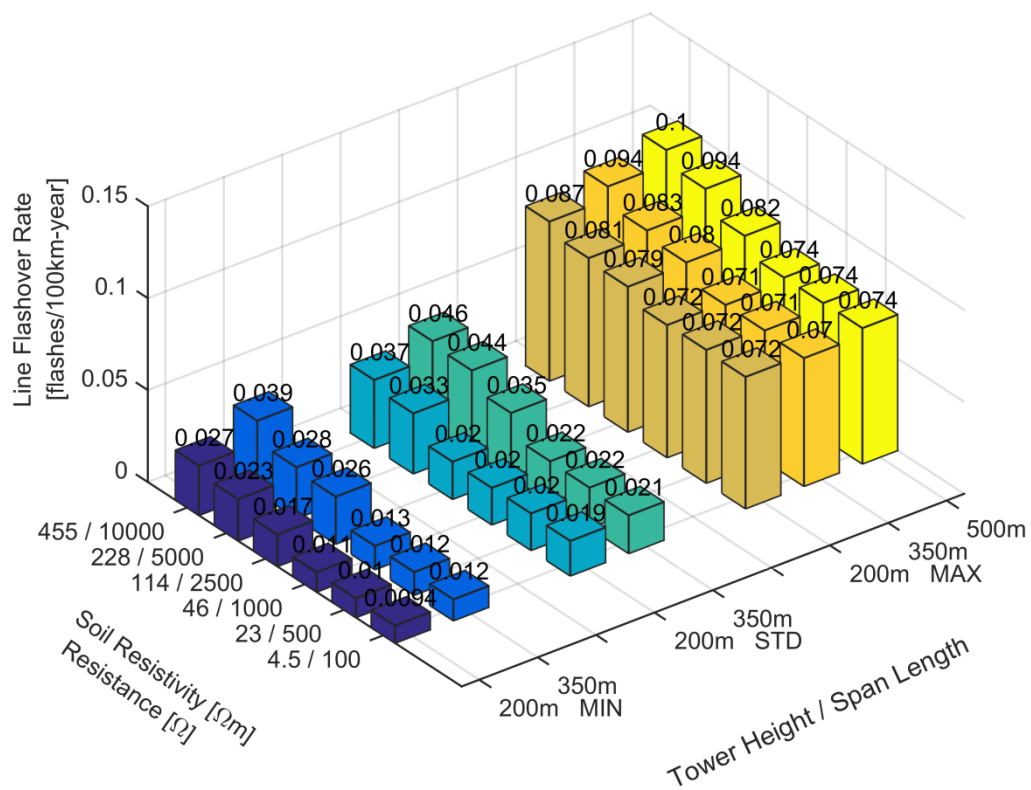 Line Flashover Rate
[flashes/100km-year]
0.15
0.1
0.05
0
0.1
0.094
0.094
0.087
0.083
0.082
0.081
0.08
0.079
0.074
0.071
0.074
0.072
0.071
0.074
0.072
0.07
0.072
0.046
0.044
0.037
0.035
0.033
0.022
0.02
0.022
0.02
0.021
0.02
0.019
0.039
0.028
0.027
0.026
0.023
0.017
0.013
0.011
0.012
0.01
0.012
0.0094
455 / 10000
228 / 5000
114 / 2500
46 / 1000
23 / 500
4.5 / 100
Soil Resistivity [Ωm]
Resistance [Ω]
200m MIN
350m
200m STD
350m
200m MAX
350m
500m
Tower Height / Span Length